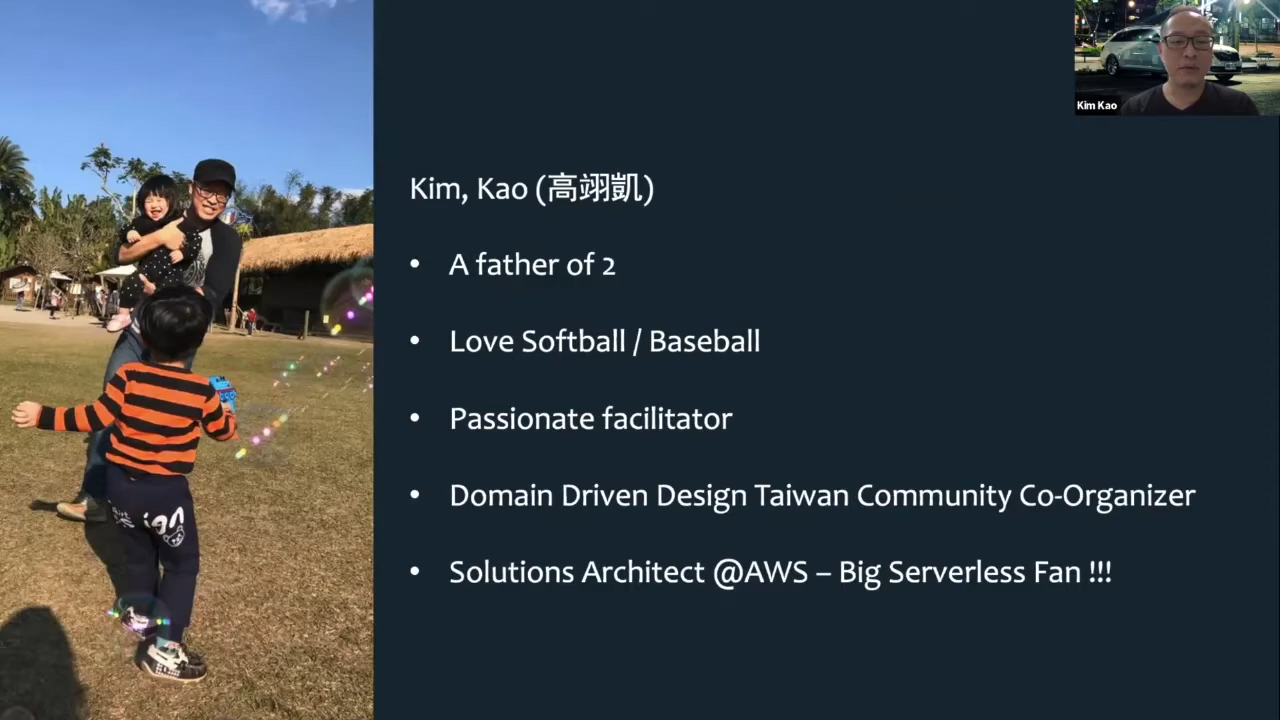 Kim Kao
Kim, Kao (高翊凱)
• A father of 2
• Love Softball / Baseball
• Passionate facilitator
• Domain Driven Design Taiwan Community Co-Organizer
• Solutions Architect @AWS – Big Serverless Fan !!!